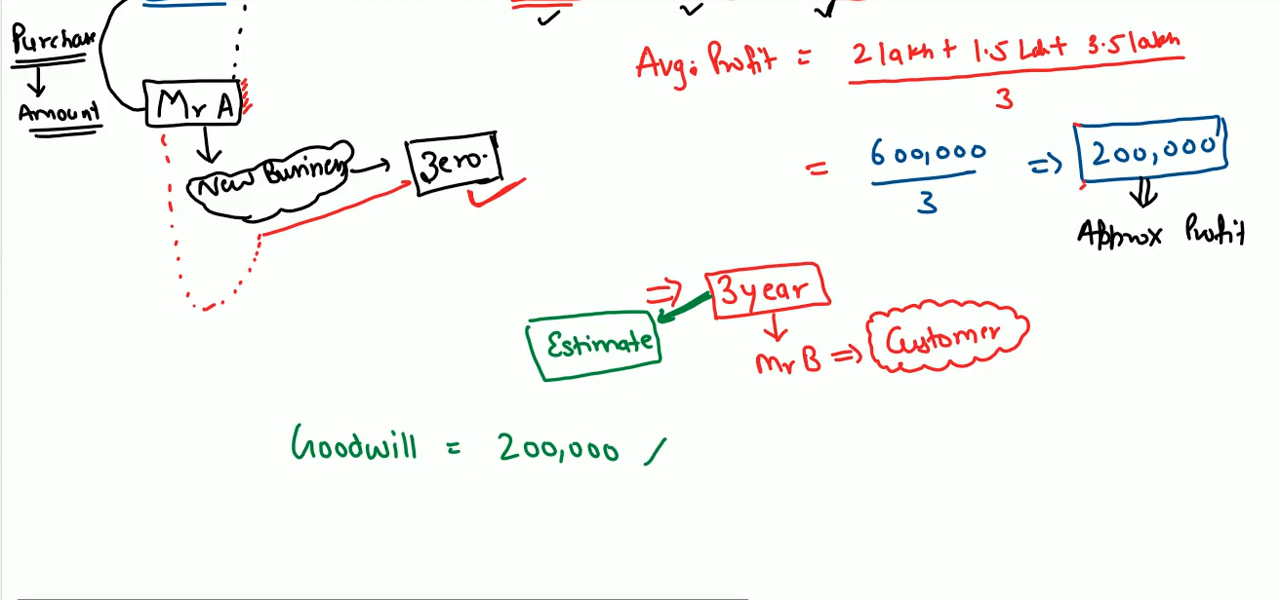 Purchase
Amount
Mr A
New Business
Zero.
Avg. Profit = 2 lakh + 1.5 Lakh + 3.5 lakh
3
= 600,000 => 200,000
3
Approx Profit
=> 3 year
Estimate
Mr B => Customer
Goodwill = 200,000 /